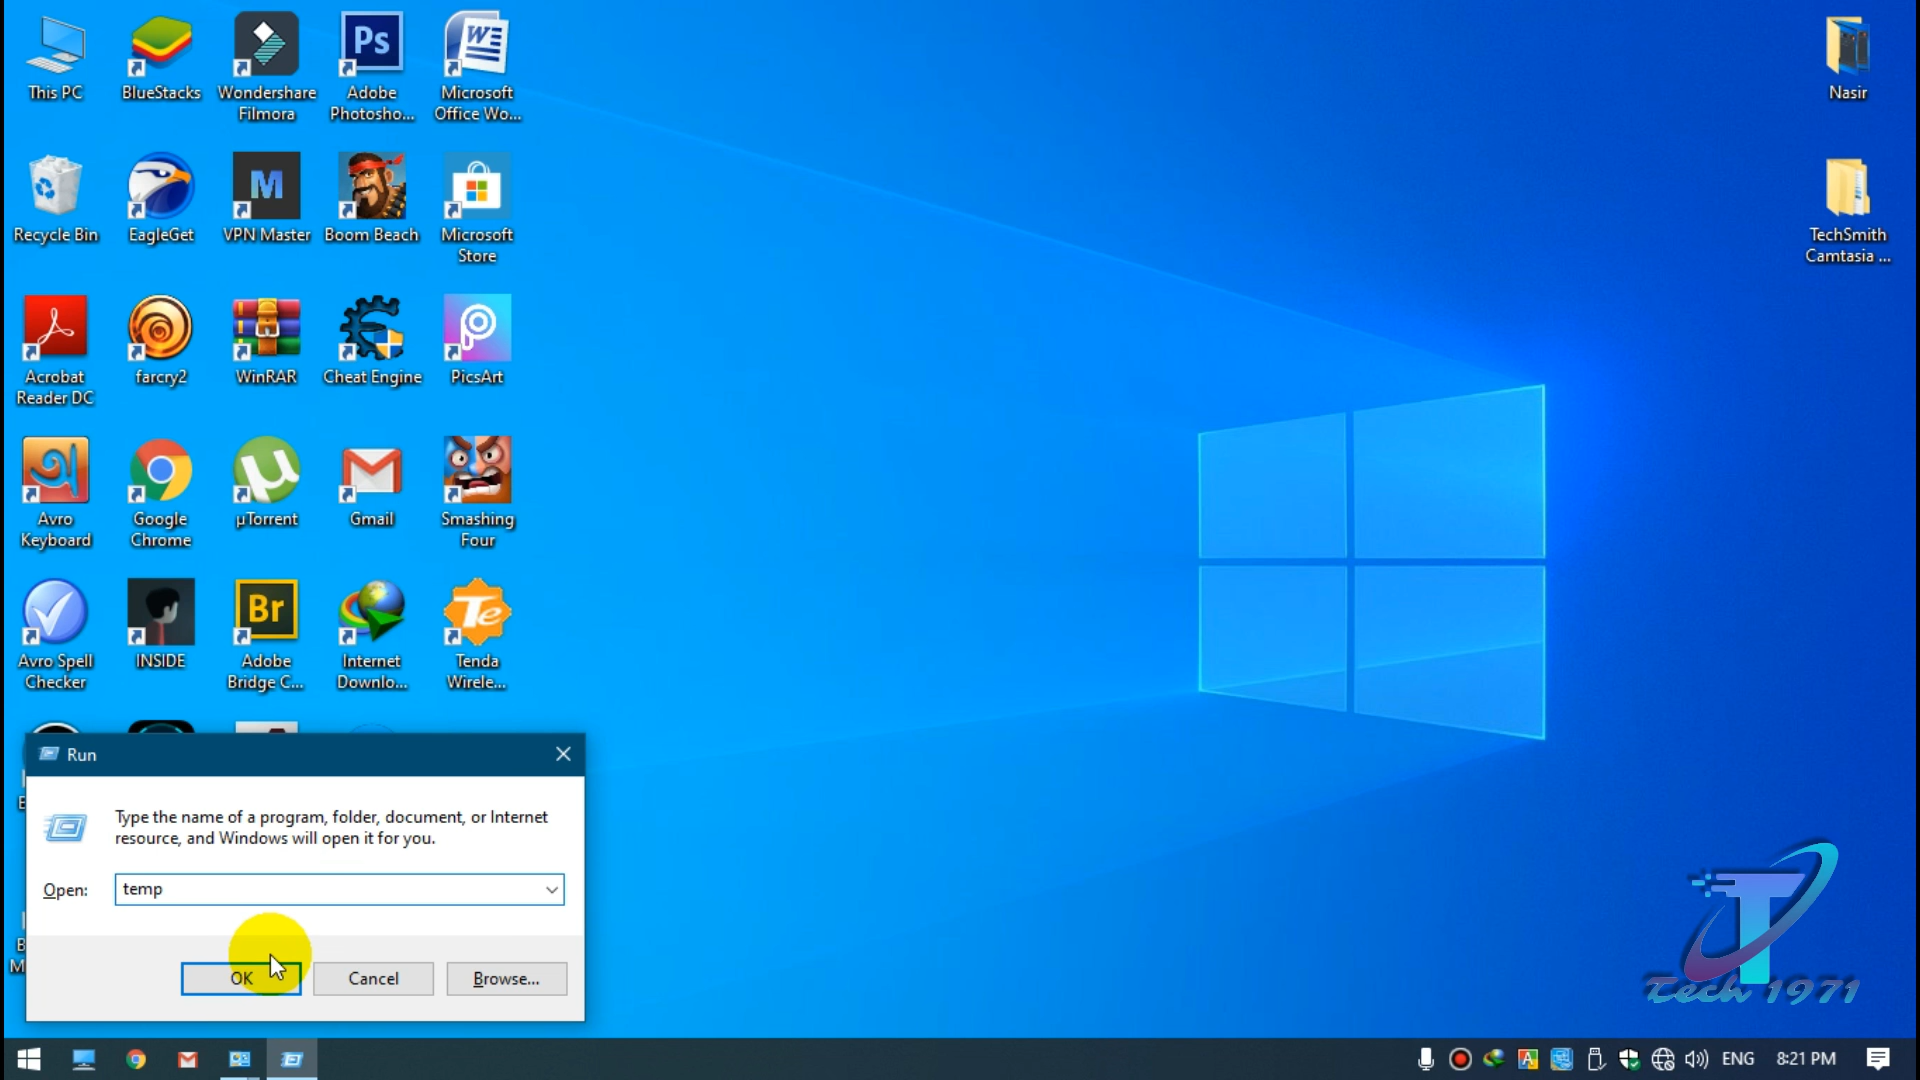 This PC
BlueStacks
Wondershare
Filmora
Ps
Adobe
Photosho...
W
Microsoft
Office Wo...
Nasir
Recycle Bin
EagleGet
M
VPN Master
Boom Beach
Microsoft
Store
TechSmith
Camtasia ...
Acrobat
Reader DC
farcry2
WinRAR
Cheat Engine
PicsArt
অ
Avro
Keyboard
Google
Chrome
µ
µTorrent
Gmail
Smashing
Four
Avro Spell
Checker
INSIDE
Br
Adobe
Bridge C...
Internet
Downlo...
Te
Tenda
Wirele...
Run
Type the name of a program, folder, document, or Internet
resource, and Windows will open it for you.
Open:
temp
OK
Cancel
Browse...
T
Tech 1971
A
ENG
8:21 PM